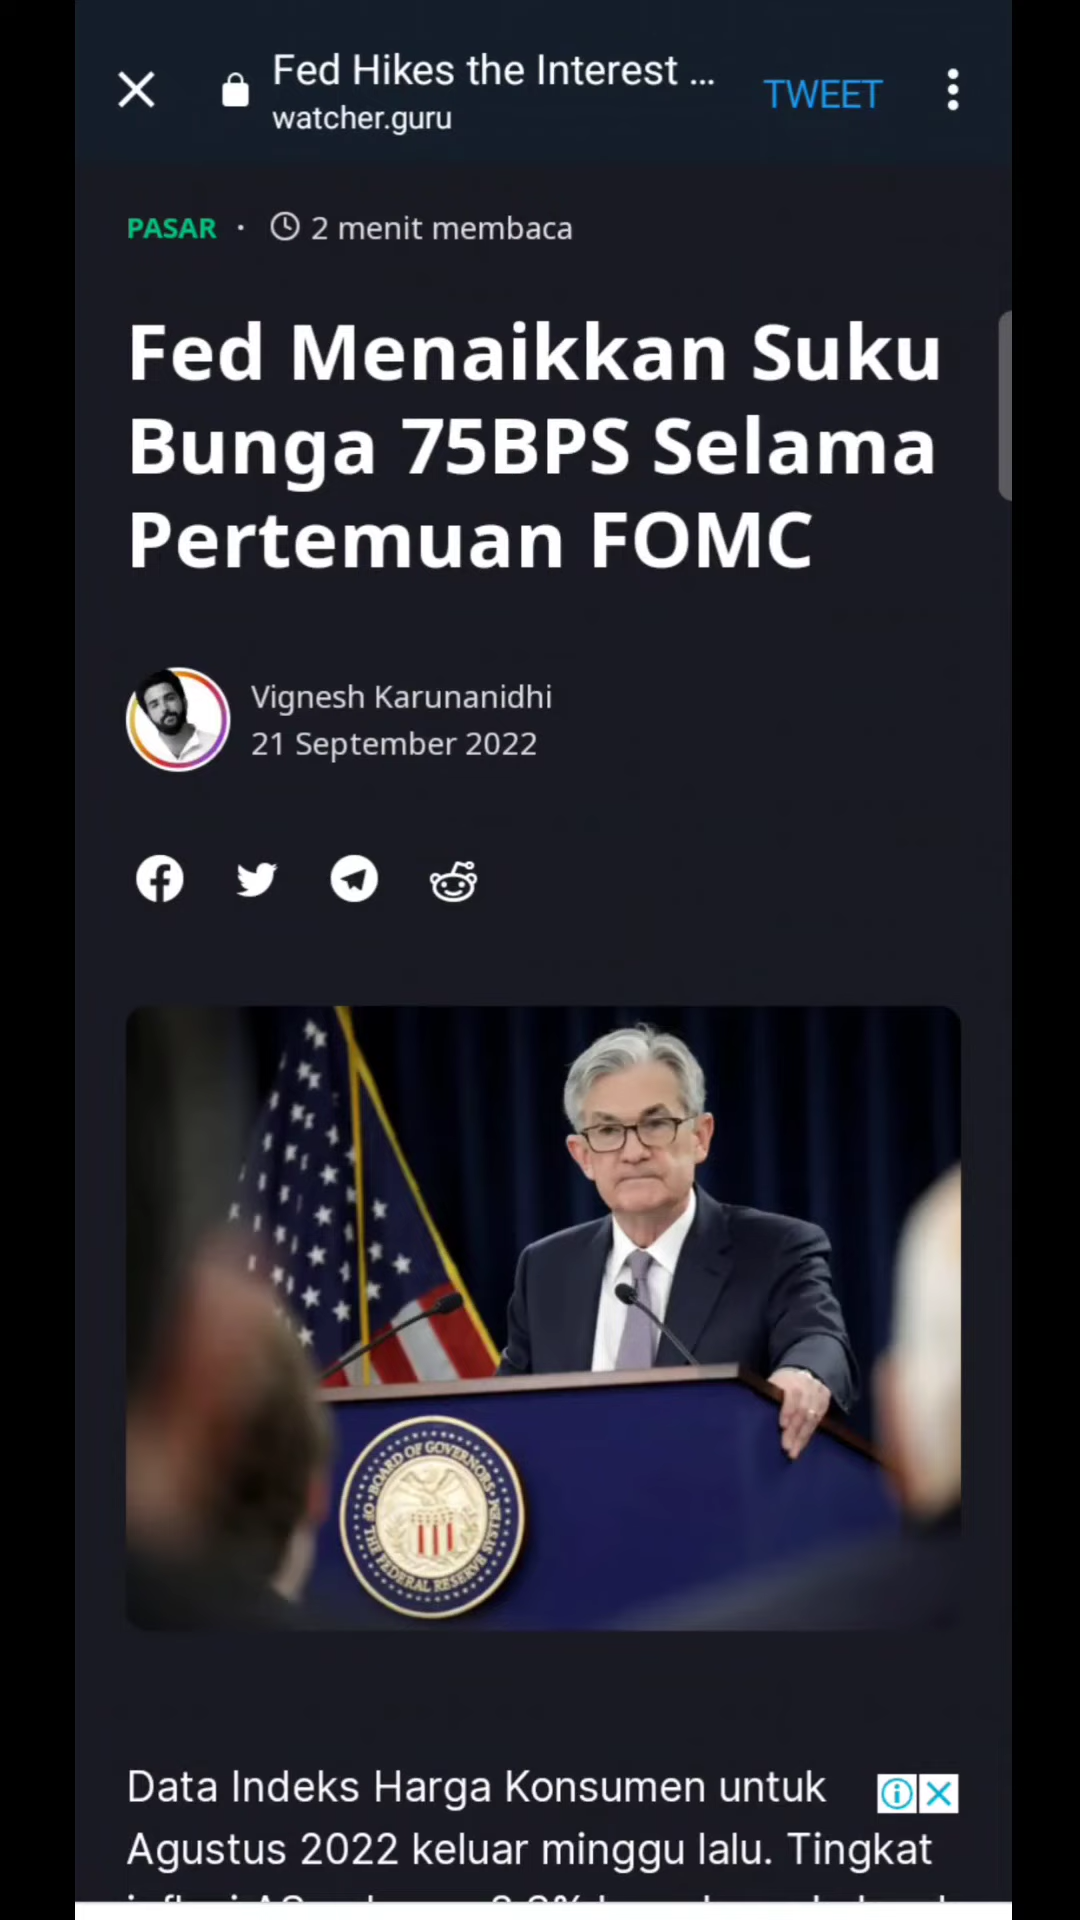 Fed Hikes the Interest ...
watcher.guru
TWEET
PASAR · 2 menit membaca
Fed Menaikkan Suku
Bunga 75BPS Selama
Pertemuan FOMC
Vignesh Karunanidhi
21 September 2022
BOARD OF GOVERNORS
OF THE FEDERAL RESERVE SYSTEM
Data Indeks Harga Konsumen untuk
Agustus 2022 keluar minggu lalu. Tingkat